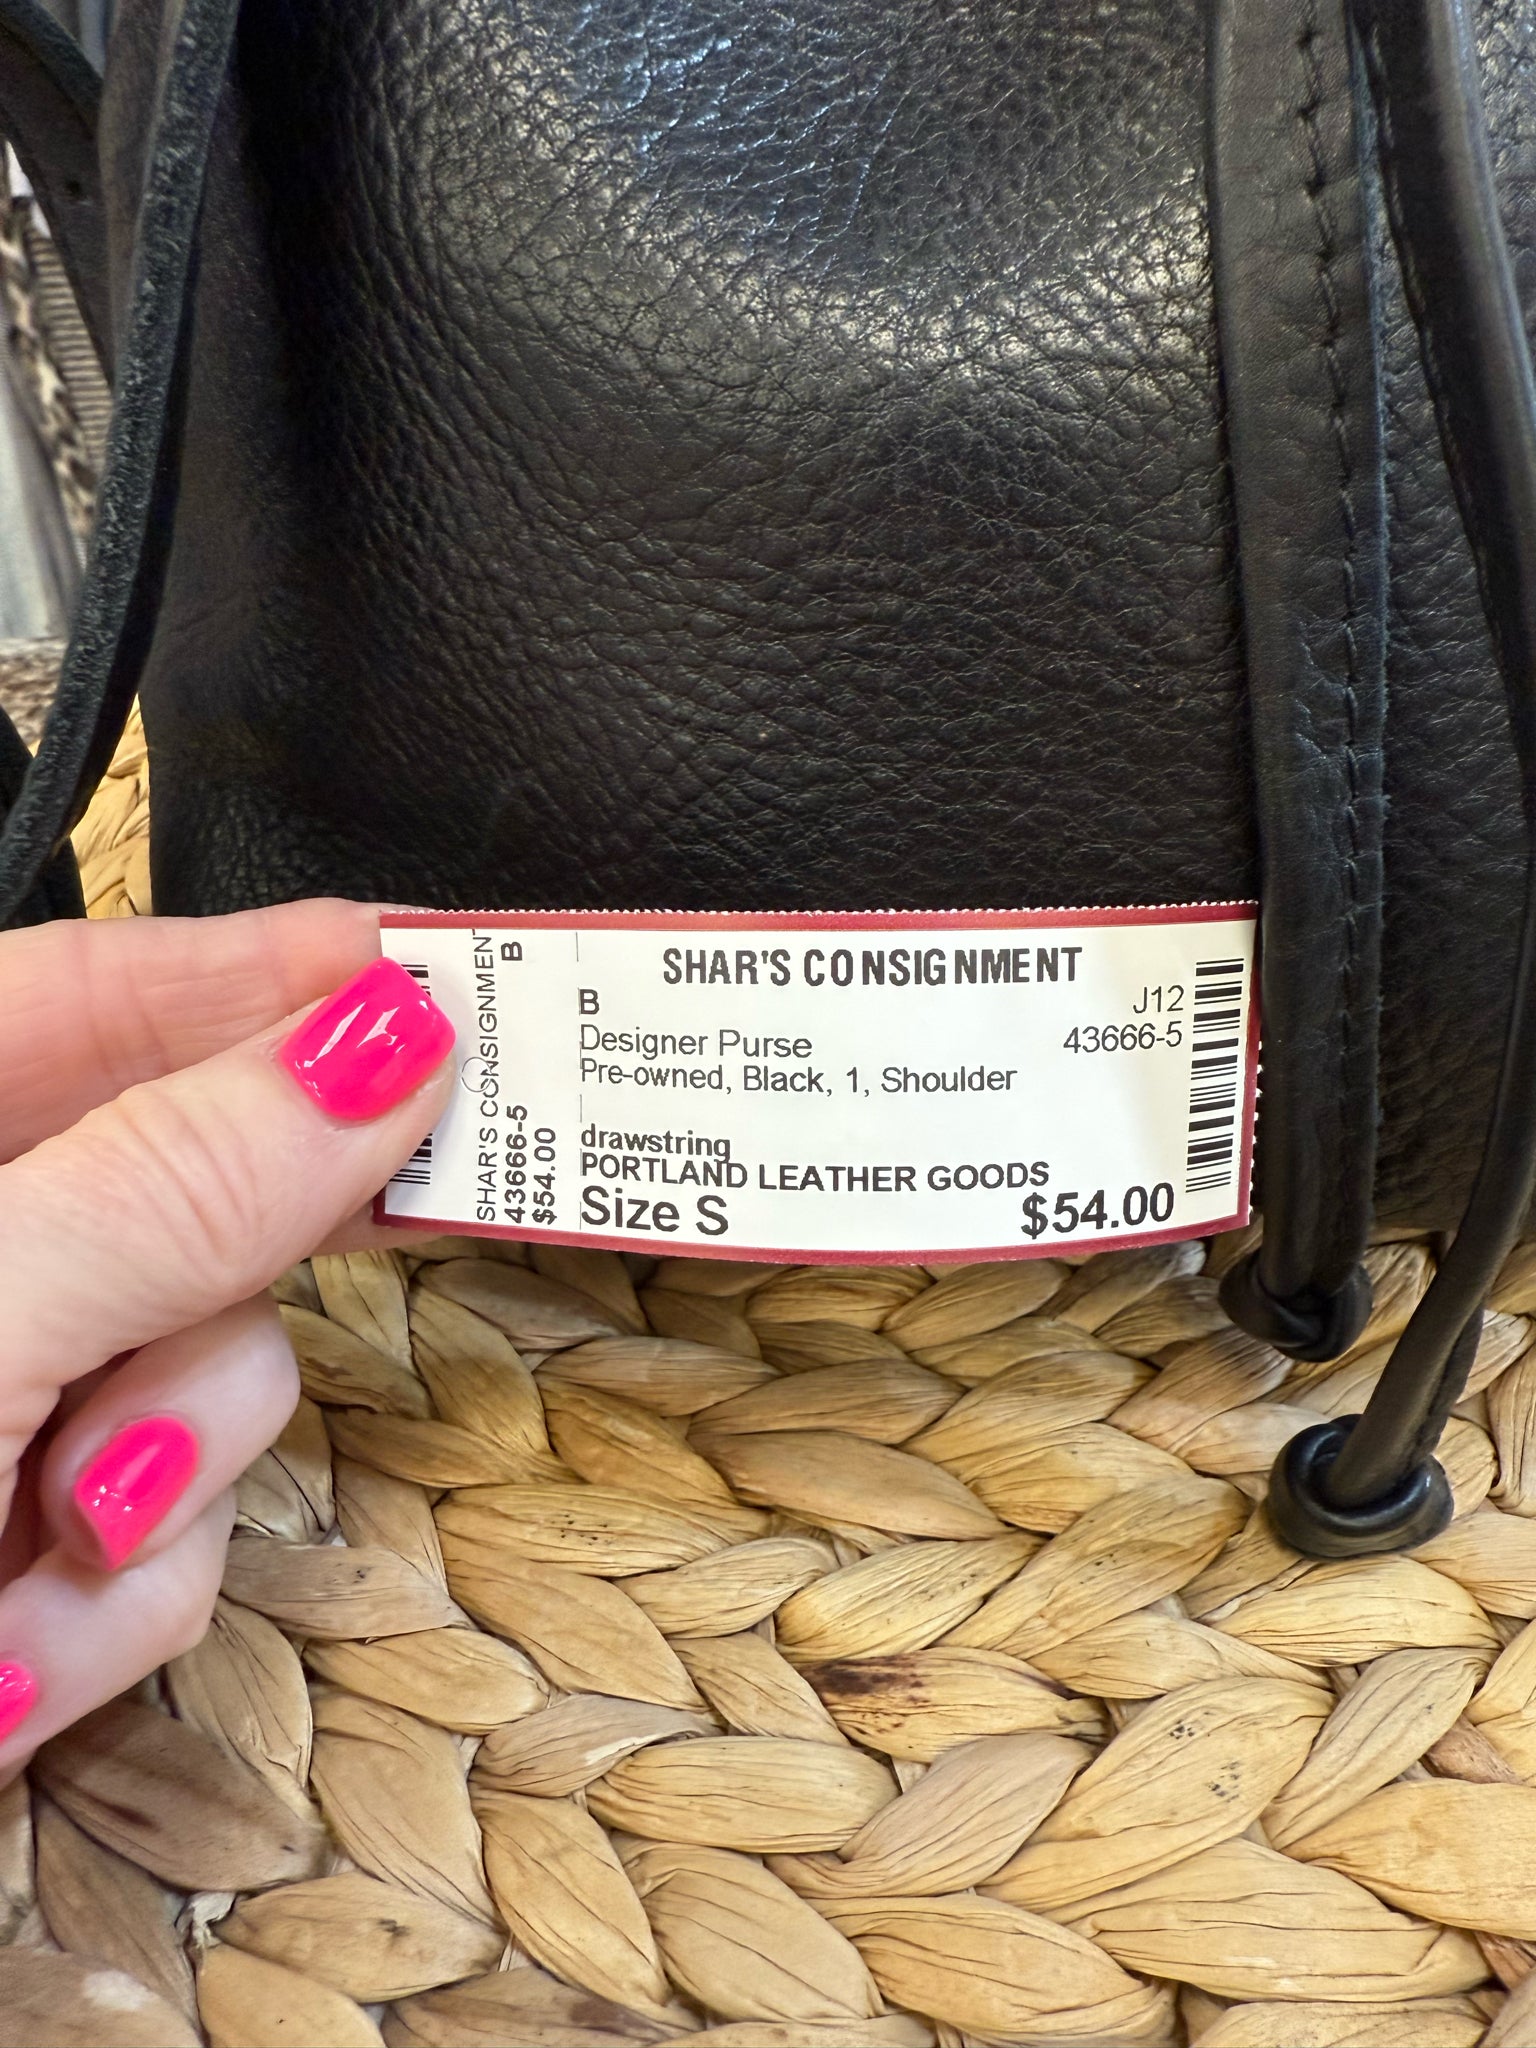 SHAR'S CONSIGNMENT
B
43666-5
$54.00
SHAR'S CONSIGNMENT
B
J12
Designer Purse
43666-5
Pre-owned, Black, 1, Shoulder
drawstring
PORTLAND LEATHER GOODS
Size S
$54.00